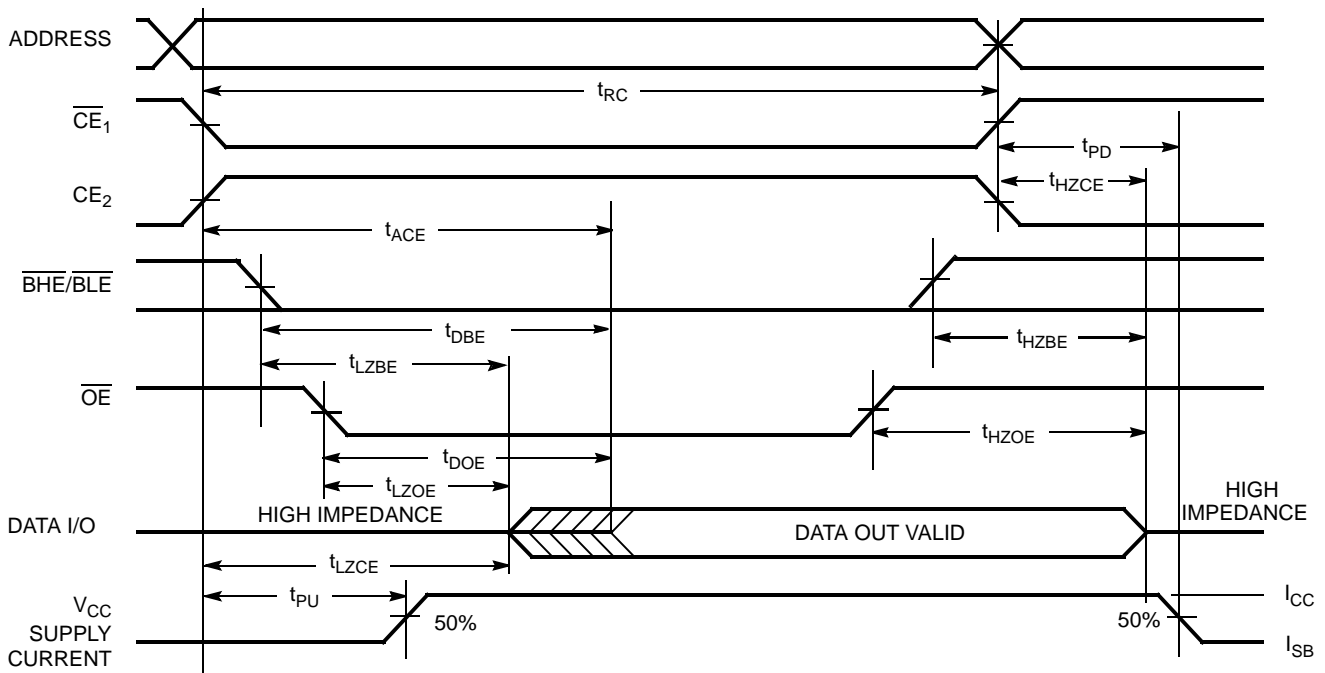 ADDRESS
tRC
CE1
tPD
tHZCE
CE2
tACE
BHE/BLE
tDBE
tHZBE
tLZBE
OE
tHZOE
tDOE
tLZOE
HIGH IMPEDANCE
HIGH
IMPEDANCE
DATA I/O
DATA OUT VALID
tLZCE
tPU
VCC
SUPPLY
CURRENT
50%
50%
ICC
ISB